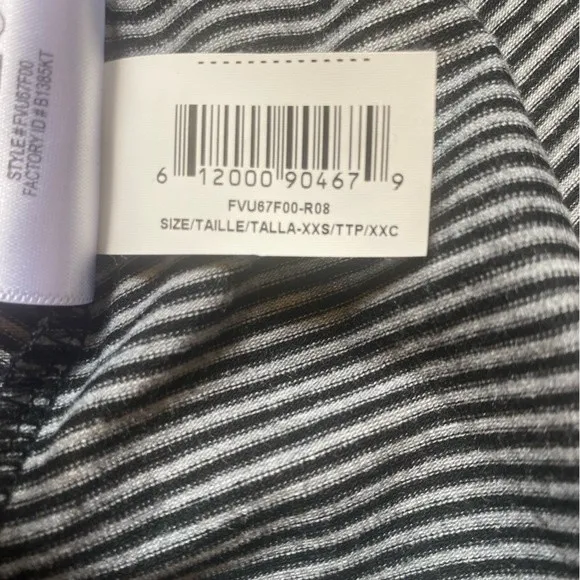 STYLE # FVU67F00
FACTORY ID # B1385KT
6 12000 90467 9
FVU67F00-R08
SIZE/TAILLE/TALLA-XXS/TTP/XXC